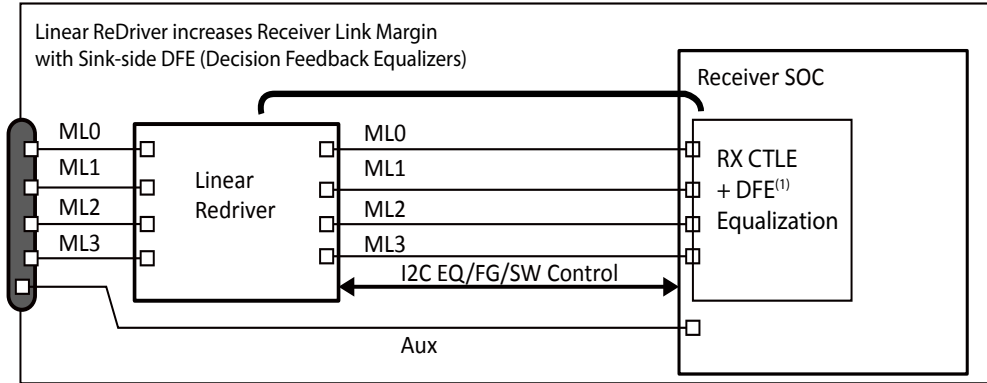 Linear ReDriver increases Receiver Link Margin
with Sink-side DFE (Decision Feedback Equalizers)
Receiver SOC
ML0
ML1
ML2
ML3
Linear
Redriver
ML0
ML1
ML2
ML3
I2C EQ/FG/SW Control
RX CTLE
+ DFE(1)
Equalization
Aux